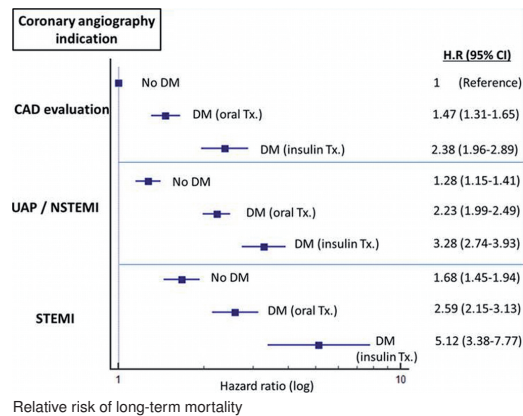 Coronary angiography
indication
H.R (95% CI)
No DM 1 (Reference)
CAD evaluation
DM (oral Tx.) 1.47 (1.31-1.65)
DM (insulin Tx.) 2.38 (1.96-2.89)
No DM 1.28 (1.15-1.41)
UAP / NSTEMI
DM (oral Tx.) 2.23 (1.99-2.49)
DM (insulin Tx.) 3.28 (2.74-3.93)
No DM 1.68 (1.45-1.94)
DM (oral Tx.) 2.59 (2.15-3.13)
STEMI
DM 5.12 (3.38-7.77)
(insulin Tx.)
1 10
Hazard ratio (log)
Relative risk of long-term mortality